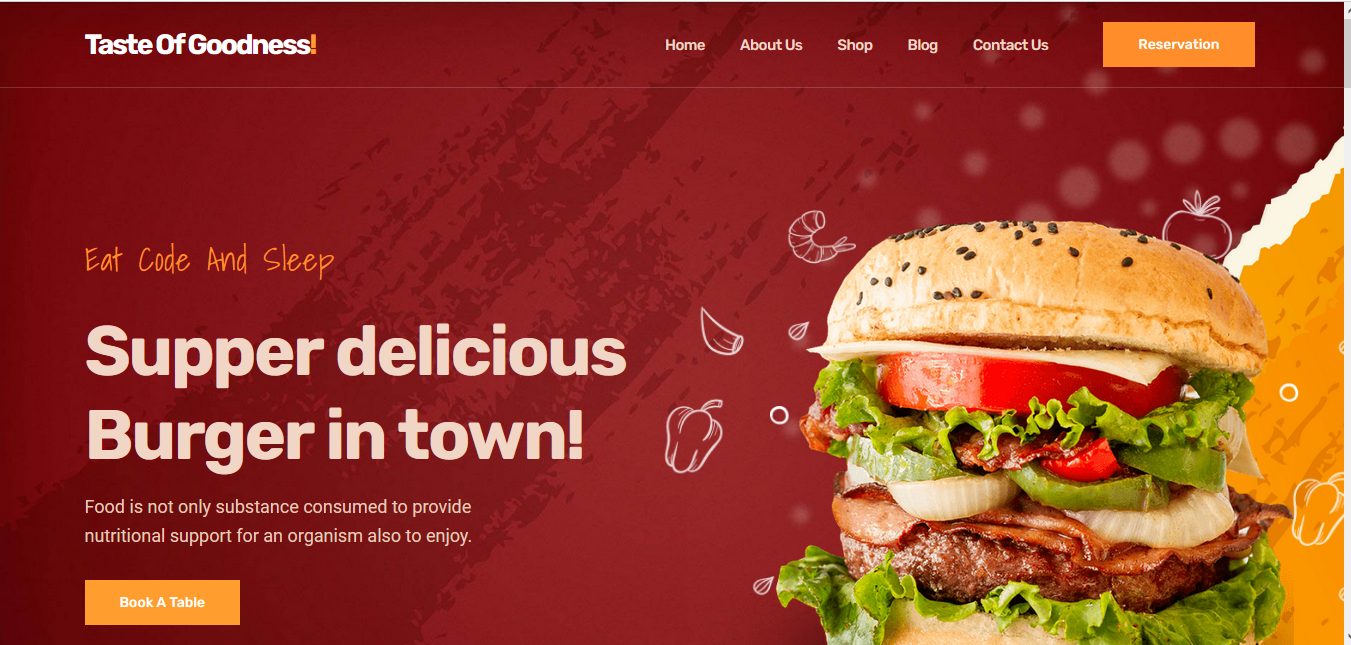 Taste Of Goodness!
Home About Us Shop Blog Contact Us Reservation
Eat Code And Sleep
Supper delicious
Burger in town!
Food is not only substance consumed to provide
nutritional support for an organism also to enjoy.
Book A Table